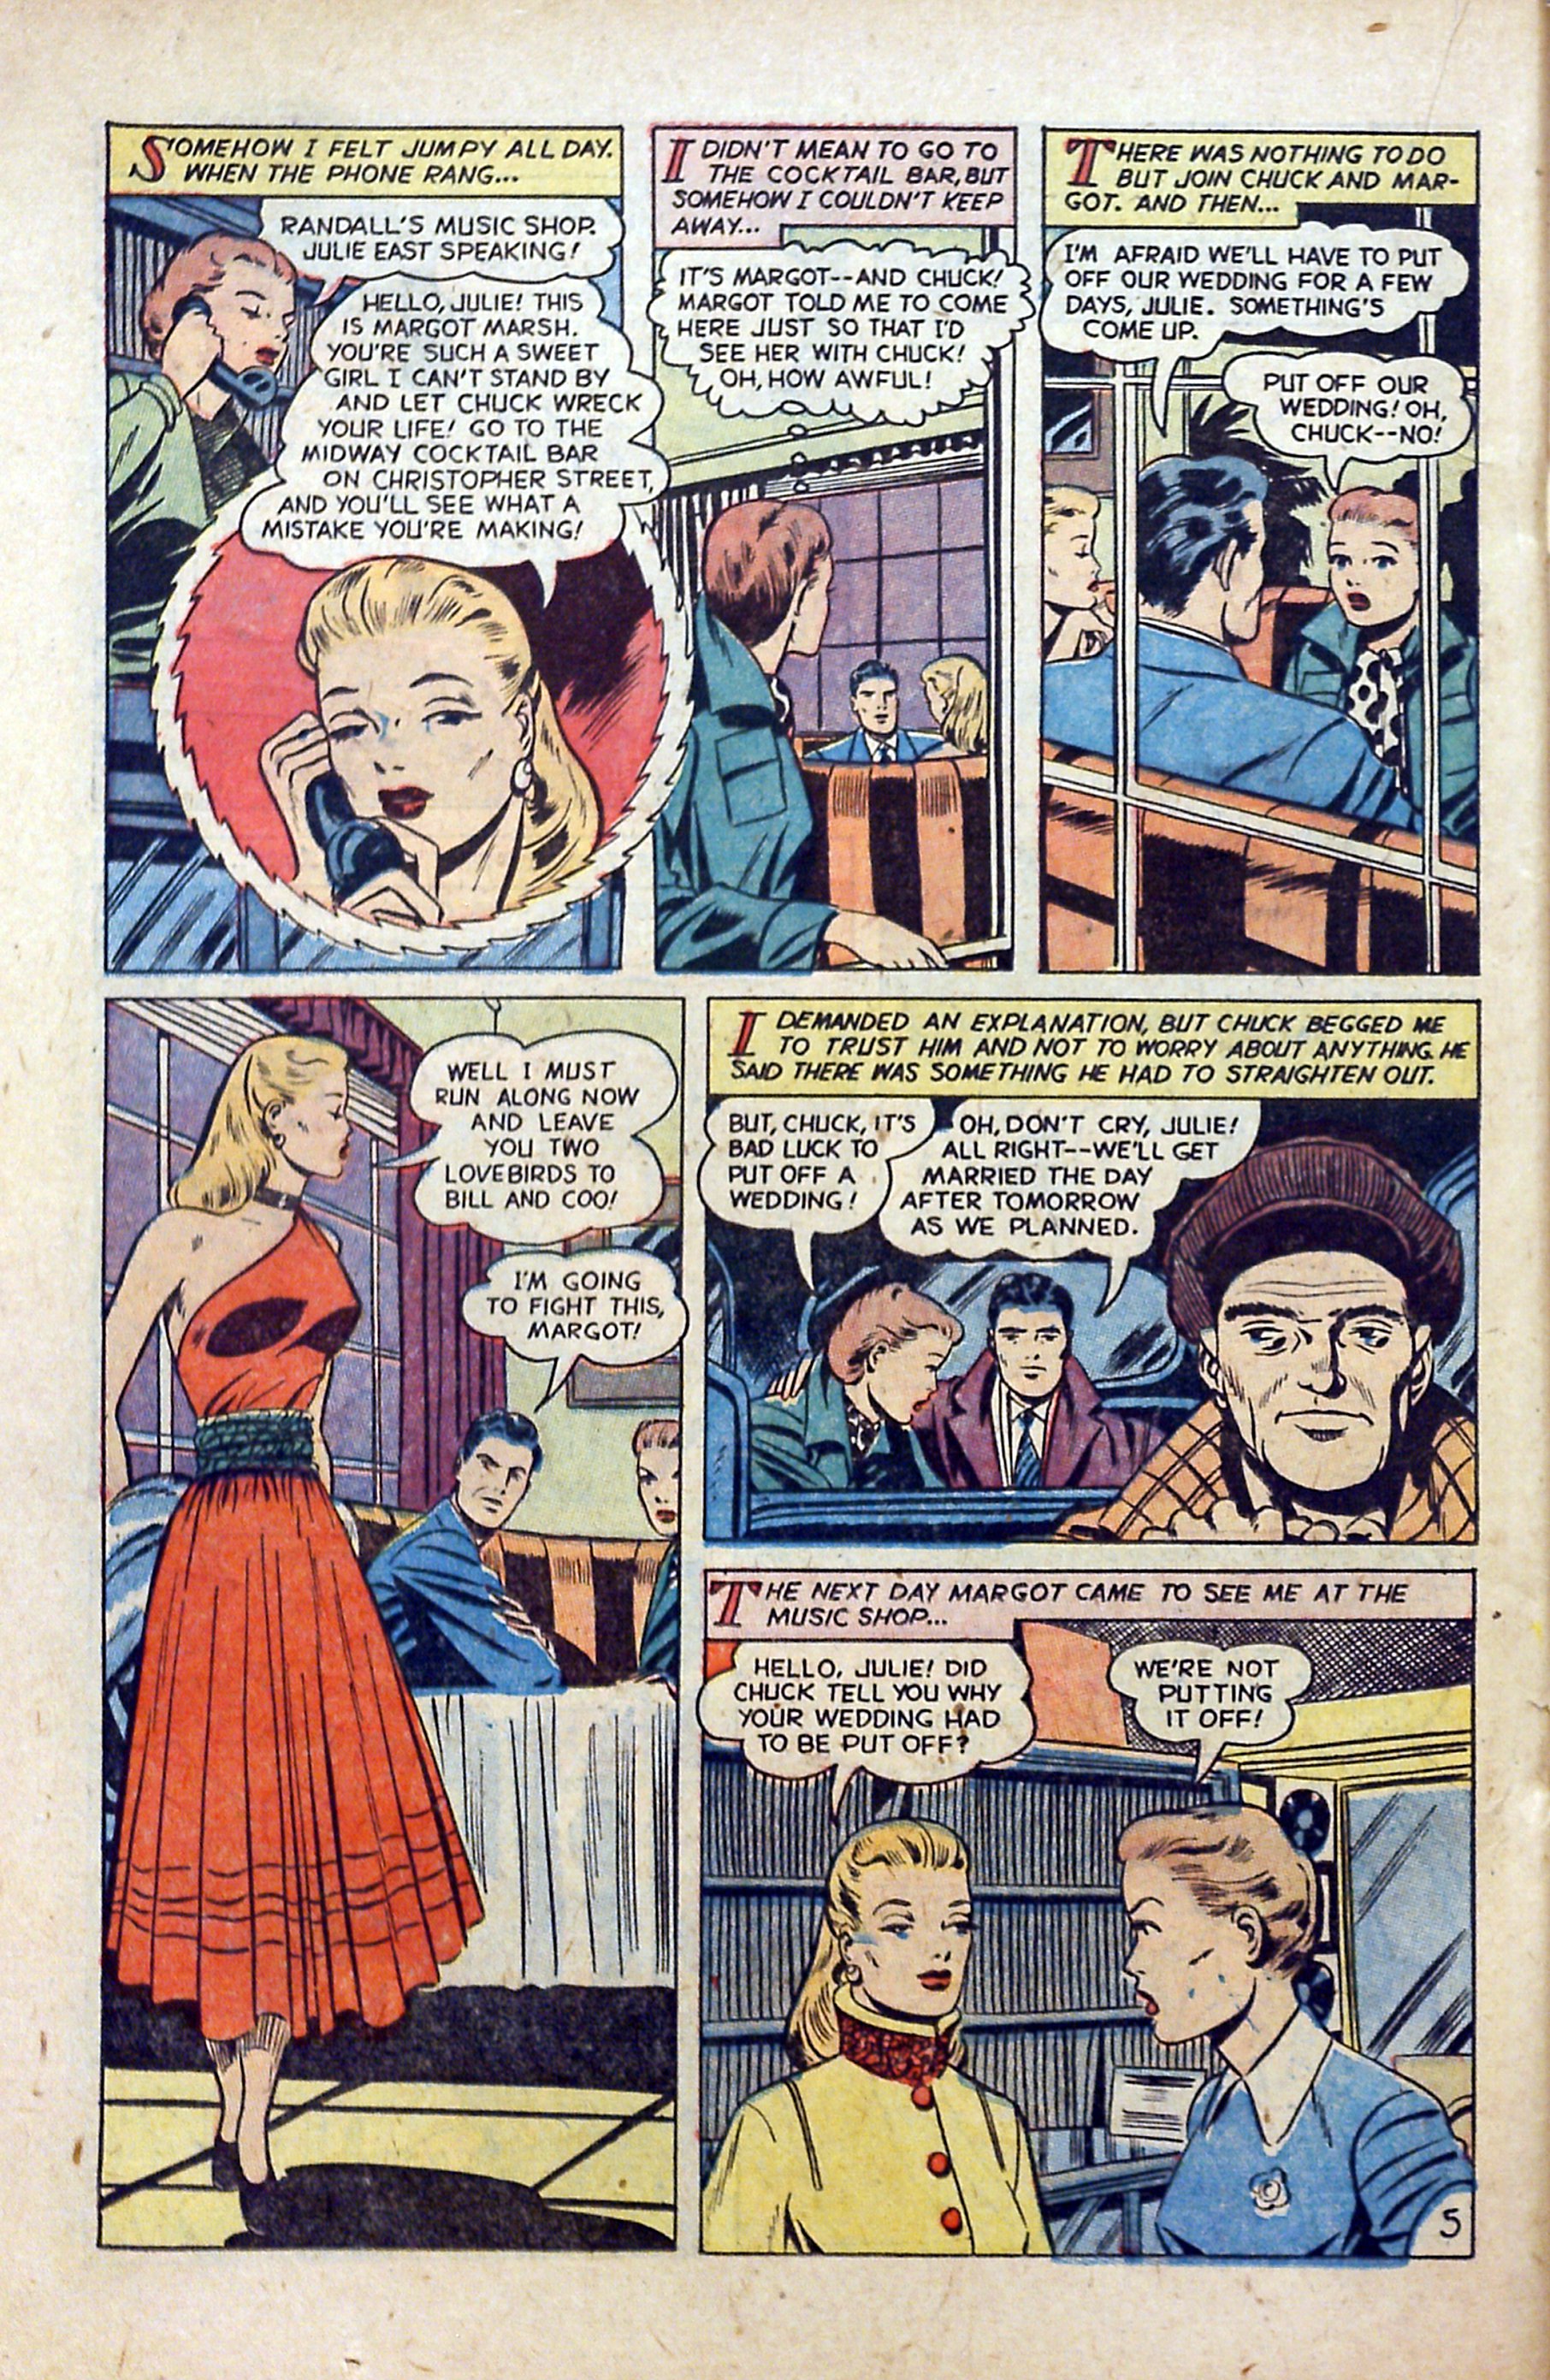 SOMEHOW I FELT JUMPY ALL DAY.
WHEN THE PHONE RANG...
RANDALL'S MUSIC SHOP.
JULIE EAST SPEAKING!
HELLO, JULIE! THIS
IS MARGOT MARSH.
YOU'RE SUCH A SWEET
GIRL I CAN'T STAND BY
AND LET CHUCK WRECK
YOUR LIFE! GO TO THE
MIDWAY COCKTAIL BAR
ON CHRISTOPHER STREET,
AND YOU'LL SEE WHAT A
MISTAKE YOU'RE MAKING!
I DIDN'T MEAN TO GO TO
THE COCKTAIL BAR, BUT
SOMEHOW I COULDN'T KEEP
AWAY...
IT'S MARGOT--AND CHUCK!
MARGOT TOLD ME TO COME
HERE JUST SO THAT I'D
SEE HER WITH CHUCK!
OH, HOW AWFUL!
THERE WAS NOTHING TO DO
BUT JOIN CHUCK AND MAR-
GOT. AND THEN...
I'M AFRAID WE'LL HAVE TO PUT
OFF OUR WEDDING FOR A FEW
DAYS, JULIE. SOMETHING'S
COME UP.
PUT OFF OUR
WEDDING! OH,
CHUCK--NO!
WELL I MUST
RUN ALONG NOW
AND LEAVE
YOU TWO
LOVEBIRDS TO
BILL AND COO!
I'M GOING
TO FIGHT THIS,
MARGOT!
I DEMANDED AN EXPLANATION, BUT CHUCK BEGGED ME
TO TRUST HIM AND NOT TO WORRY ABOUT ANYTHING. HE
SAID THERE WAS SOMETHING HE HAD TO STRAIGHTEN OUT.
BUT, CHUCK, IT'S
BAD LUCK TO
PUT OFF A
WEDDING!
OH, DON'T CRY, JULIE!
ALL RIGHT--WE'LL GET
MARRIED THE DAY
AFTER TOMORROW
AS WE PLANNED.
THE NEXT DAY MARGOT CAME TO SEE ME AT THE
MUSIC SHOP...
HELLO, JULIE! DID
CHUCK TELL YOU WHY
YOUR WEDDING HAD
TO BE PUT OFF?
WE'RE NOT
PUTTING
IT OFF!
5